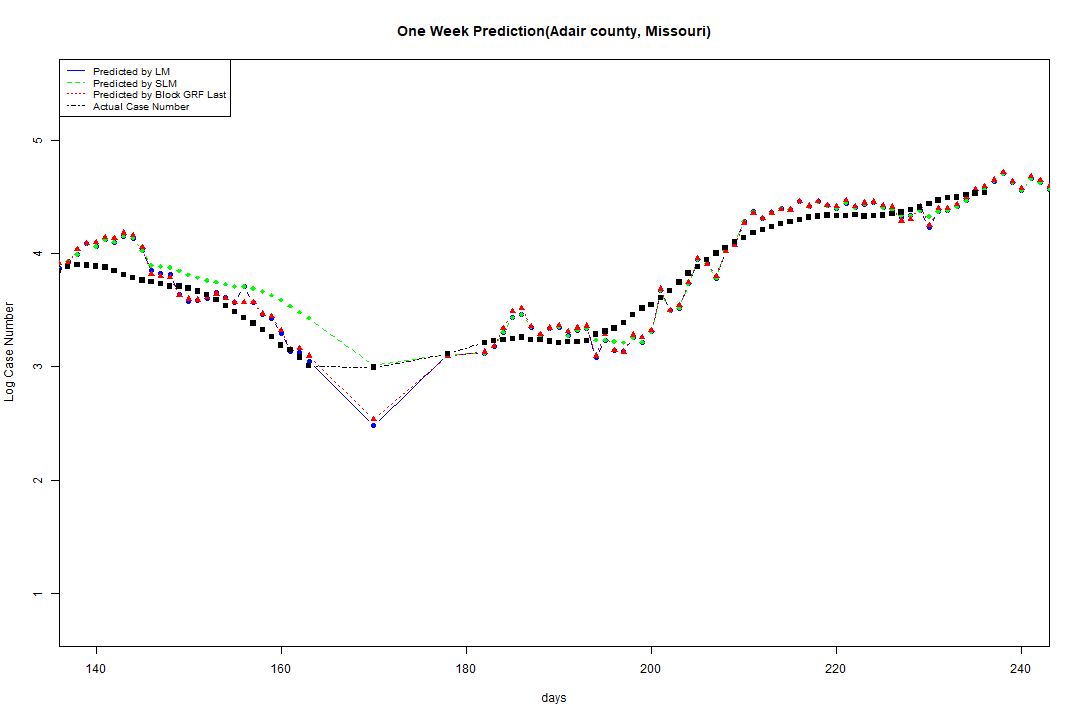 One Week Prediction(Adair county, Missouri)
Predicted by LM
Predicted by SLM
Predicted by Block GRF Last
Actual Case Number
5
4
3
2
1
Log Case Number
140 160 180 200 220 240
days